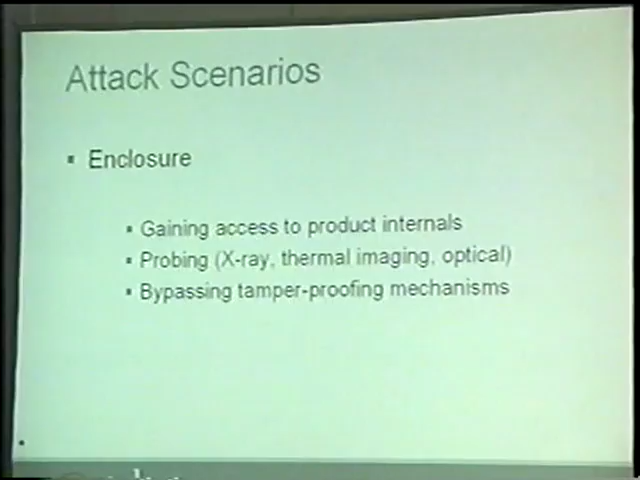 Attack Scenarios
▪ Enclosure
▪ Gaining access to product internals
▪ Probing (X-ray, thermal imaging, optical)
▪ Bypassing tamper-proofing mechanisms